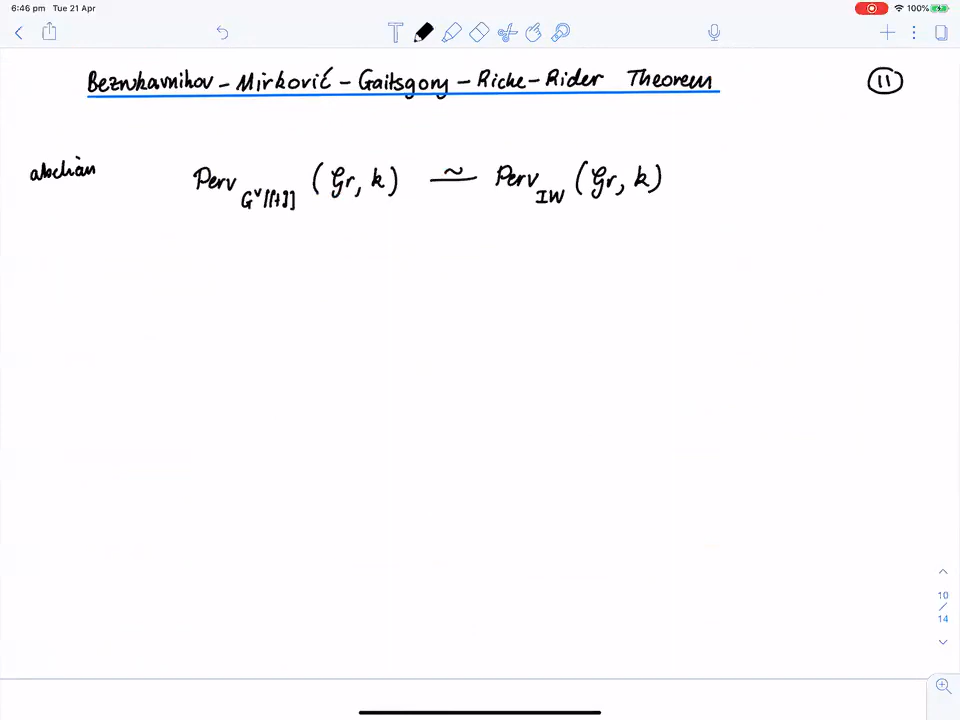 6:46 pm Tue 21 Apr
100%
T
Bezrukavnikov – Mirković – Gaitsgory – Riche – Rider Theorem
11
abelian Perv_{G^∨[[t]]} (Gr, k) ≃ Perv_{IW} (Gr, k)
10
/
14